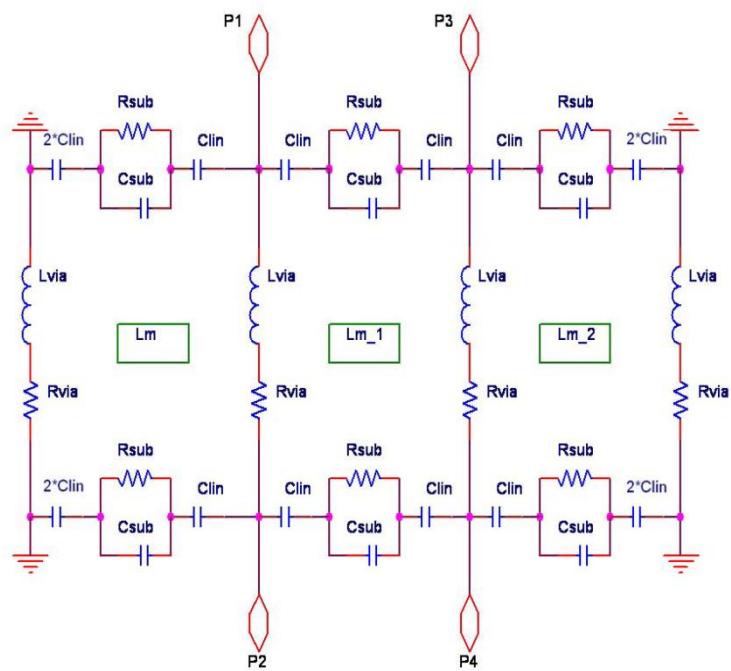 P1 P3
Rsub Rsub Rsub
2*Clin Clin Clin Clin Clin 2*Clin
Csub Csub Csub
Lvia Lvia Lvia Lvia
Lm Lm_1 Lm_2
Rvia Rvia Rvia Rvia
Rsub Rsub Rsub
2*Clin Clin Clin Clin Clin 2*Clin
Csub Csub Csub
P2 P4